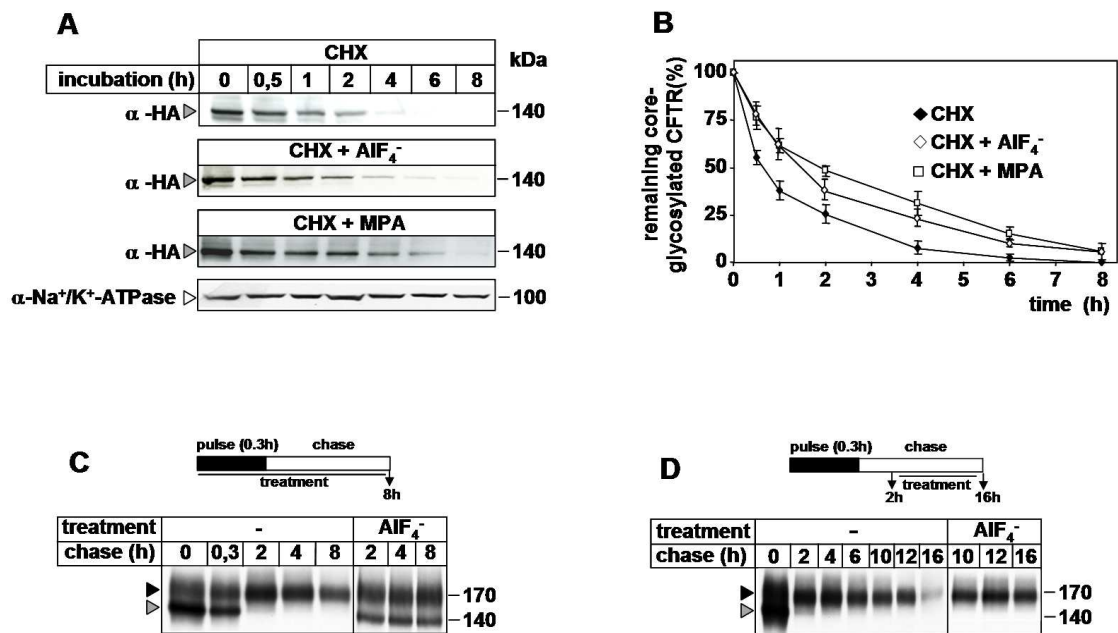 A
CHX
kDa
incubation (h) 0 0,5 1 2 4 6 8
α -HA 140
CHX + AlF₄⁻
α -HA 140
CHX + MPA
α -HA 140
α-Na⁺/K⁺-ATPase 100
B
remaining core-
glycosylated CFTR(%)
100
75
50
25
0
CHX
CHX + AlF₄⁻
CHX + MPA
0 1 2 3 4 5 6 7 8
time (h)
C
pulse (0.3h) chase
treatment
8h
treatment - AlF₄⁻
chase (h) 0 0,3 2 4 8 2 4 8
170
140
D
pulse (0.3h) chase
treatment
2h 16h
treatment - AlF₄⁻
chase (h) 0 2 4 6 10 12 16 10 12 16
170
140